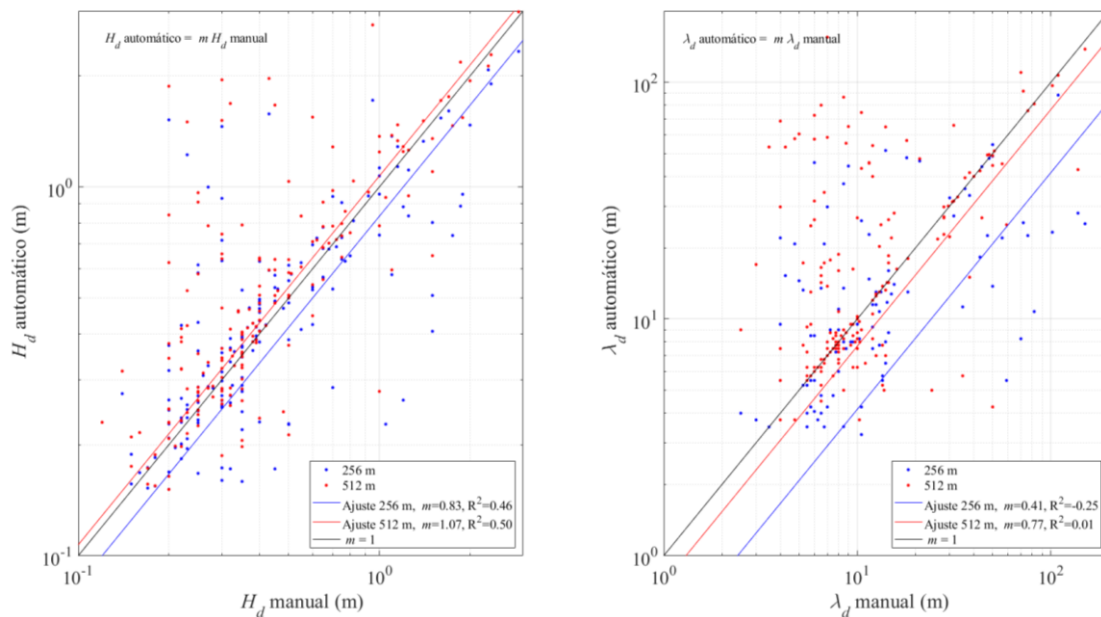 H_d automático = m H_d manual
10^0
10^-1
H_d automático (m)
256 m
512 m
Ajuste 256 m, m=0.83, R^2=0.46
Ajuste 512 m, m=1.07, R^2=0.50
m = 1
10^-1
10^0
H_d manual (m)
λ_d automático = m λ_d manual
10^2
10^1
10^0
λ_d automático (m)
256 m
512 m
Ajuste 256 m, m=0.41, R^2=-0.25
Ajuste 512 m, m=0.77, R^2=0.01
m = 1
10^0
10^1
10^2
λ_d manual (m)